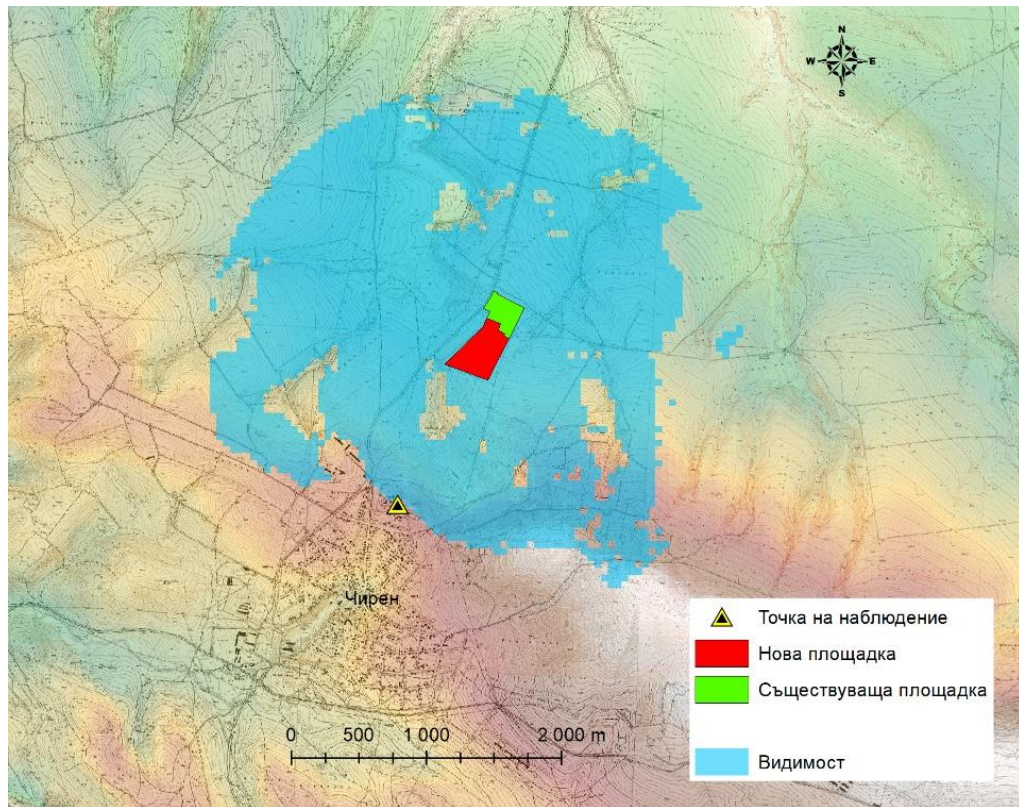 N
W E
S
Чирен
0 500 1 000 2 000 m
Точка на наблюдение
Нова площадка
Съществуваща площадка
Видимост